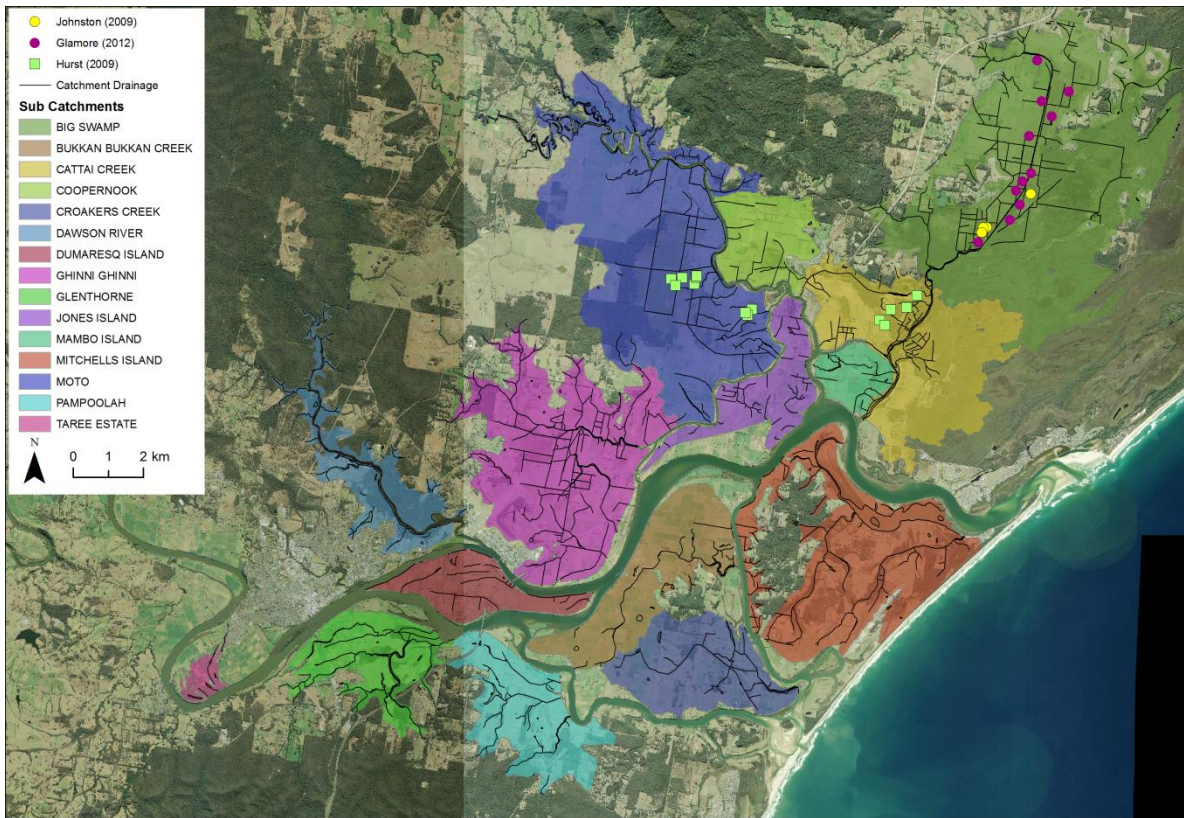 Johnston (2009)
Glamore (2012)
Hurst (2009)
Catchment Drainage
Sub Catchments
BIG SWAMP
BUKKAN BUKKAN CREEK
CATTAI CREEK
COOPERNOOK
CROAKERS CREEK
DAWSON RIVER
DUMARESQ ISLAND
GHINNI GHINNI
GLENTHORNE
JONES ISLAND
MAMBO ISLAND
MITCHELLS ISLAND
MOTO
PAMPOOLAH
TAREE ESTATE
N
0 1 2 km